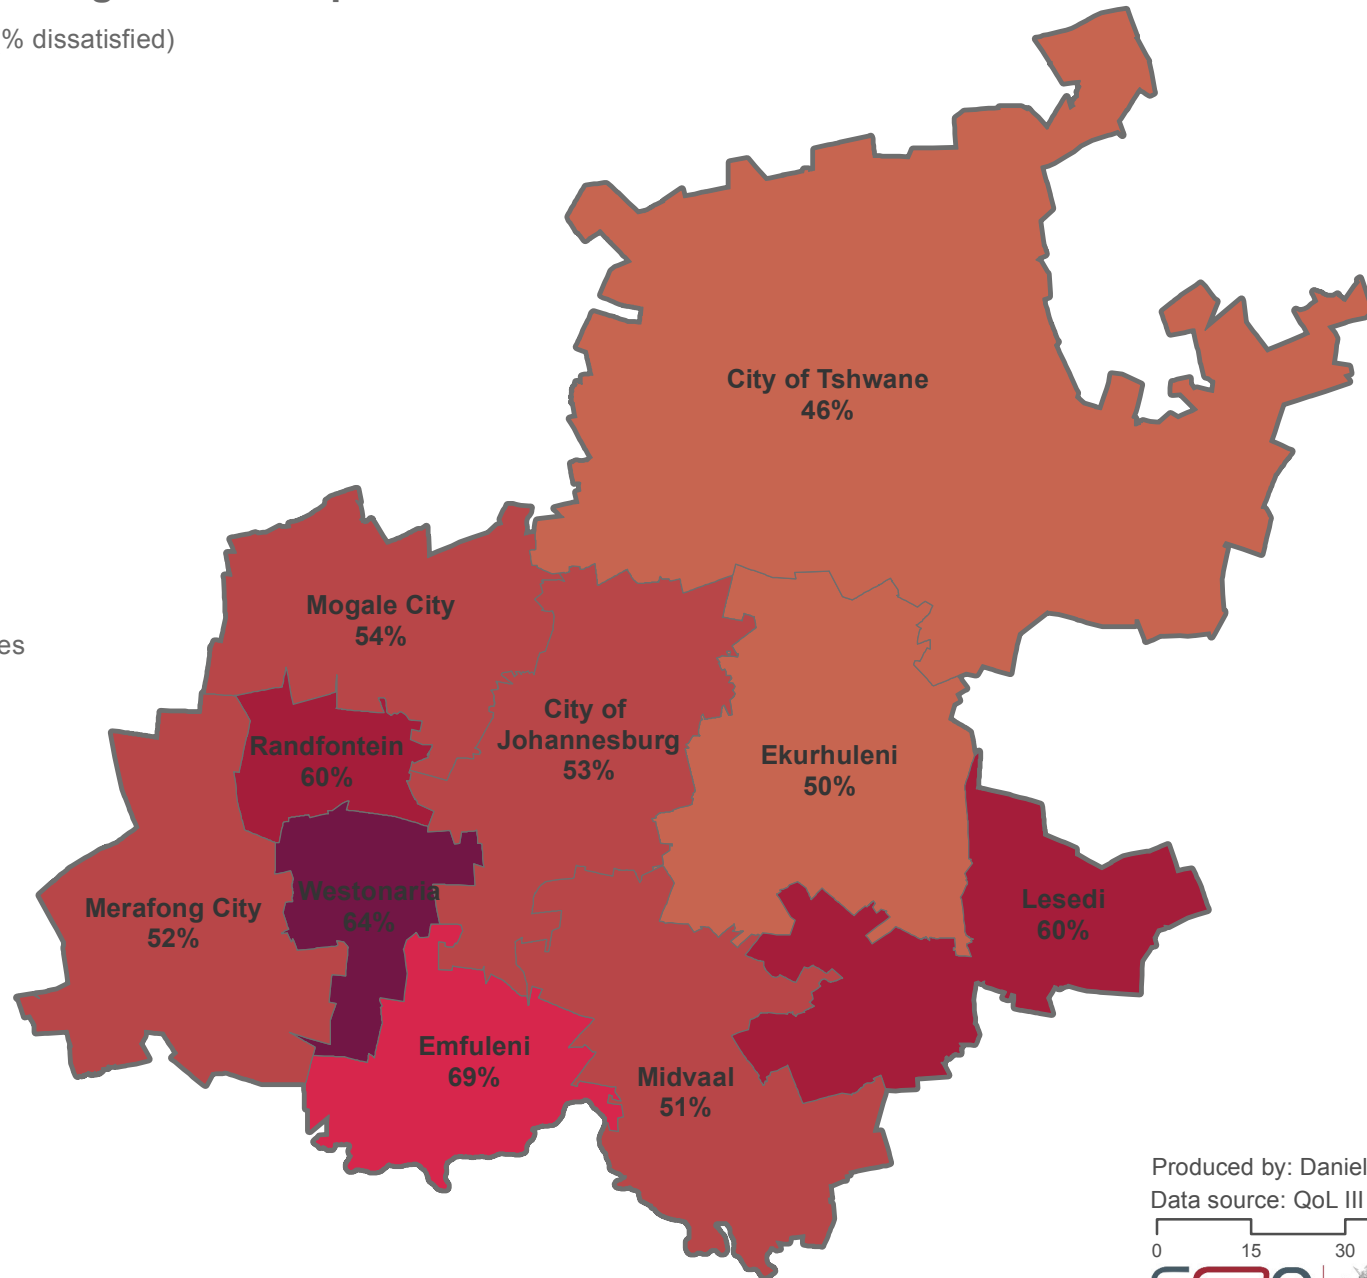 % dissatisfied)
City of Tshwane
46%
Mogale City
54%
es
City of
Johannesburg
53%
Randfontein
60%
Ekurhuleni
50%
Westonaria
64%
Merafong City
52%
Lesedi
60%
Emfuleni
69%
Midvaal
51%
Produced by: Daniel
Data source: QoL III
0 15 30